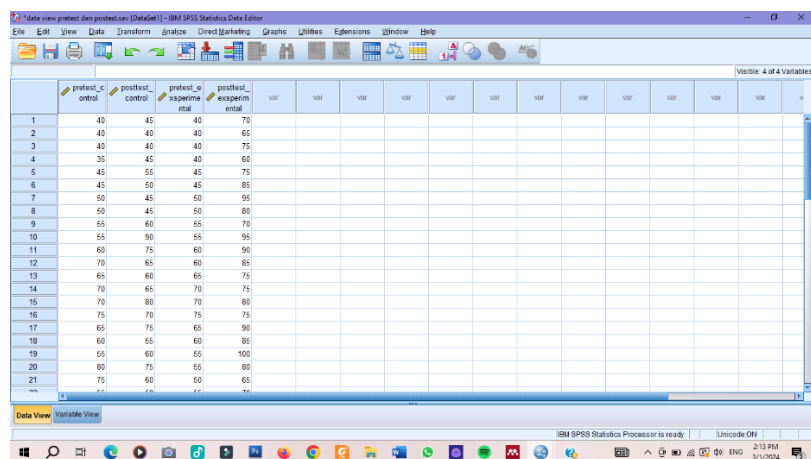 *data view pretest dan postest.sav [DataSet1] - IBM SPSS Statistics Data Editor
File Edit View Data Transform Analyze Direct Marketing Graphs Utilities Extensions Window Help
Visible: 4 of 4 Variables
pretest_control posttest_control pretest_exsperimental posttest_exsperimental var var var var var var var var var var
1 40 45 40 70
2 40 40 40 65
3 40 40 40 75
4 35 45 40 60
5 45 55 45 75
6 45 50 45 85
7 50 45 50 95
8 50 45 50 80
9 55 60 55 70
10 55 90 55 95
11 60 75 60 90
12 70 65 60 85
13 65 60 65 75
14 70 65 70 75
15 70 80 70 80
16 75 70 75 75
17 65 75 65 90
18 60 55 60 85
19 55 60 55 100
20 80 75 55 80
21 75 60 50 65
Data View Variable View
IBM SPSS Statistics Processor is ready Unicode:ON
ENG 2:13 PM
3/1/2024